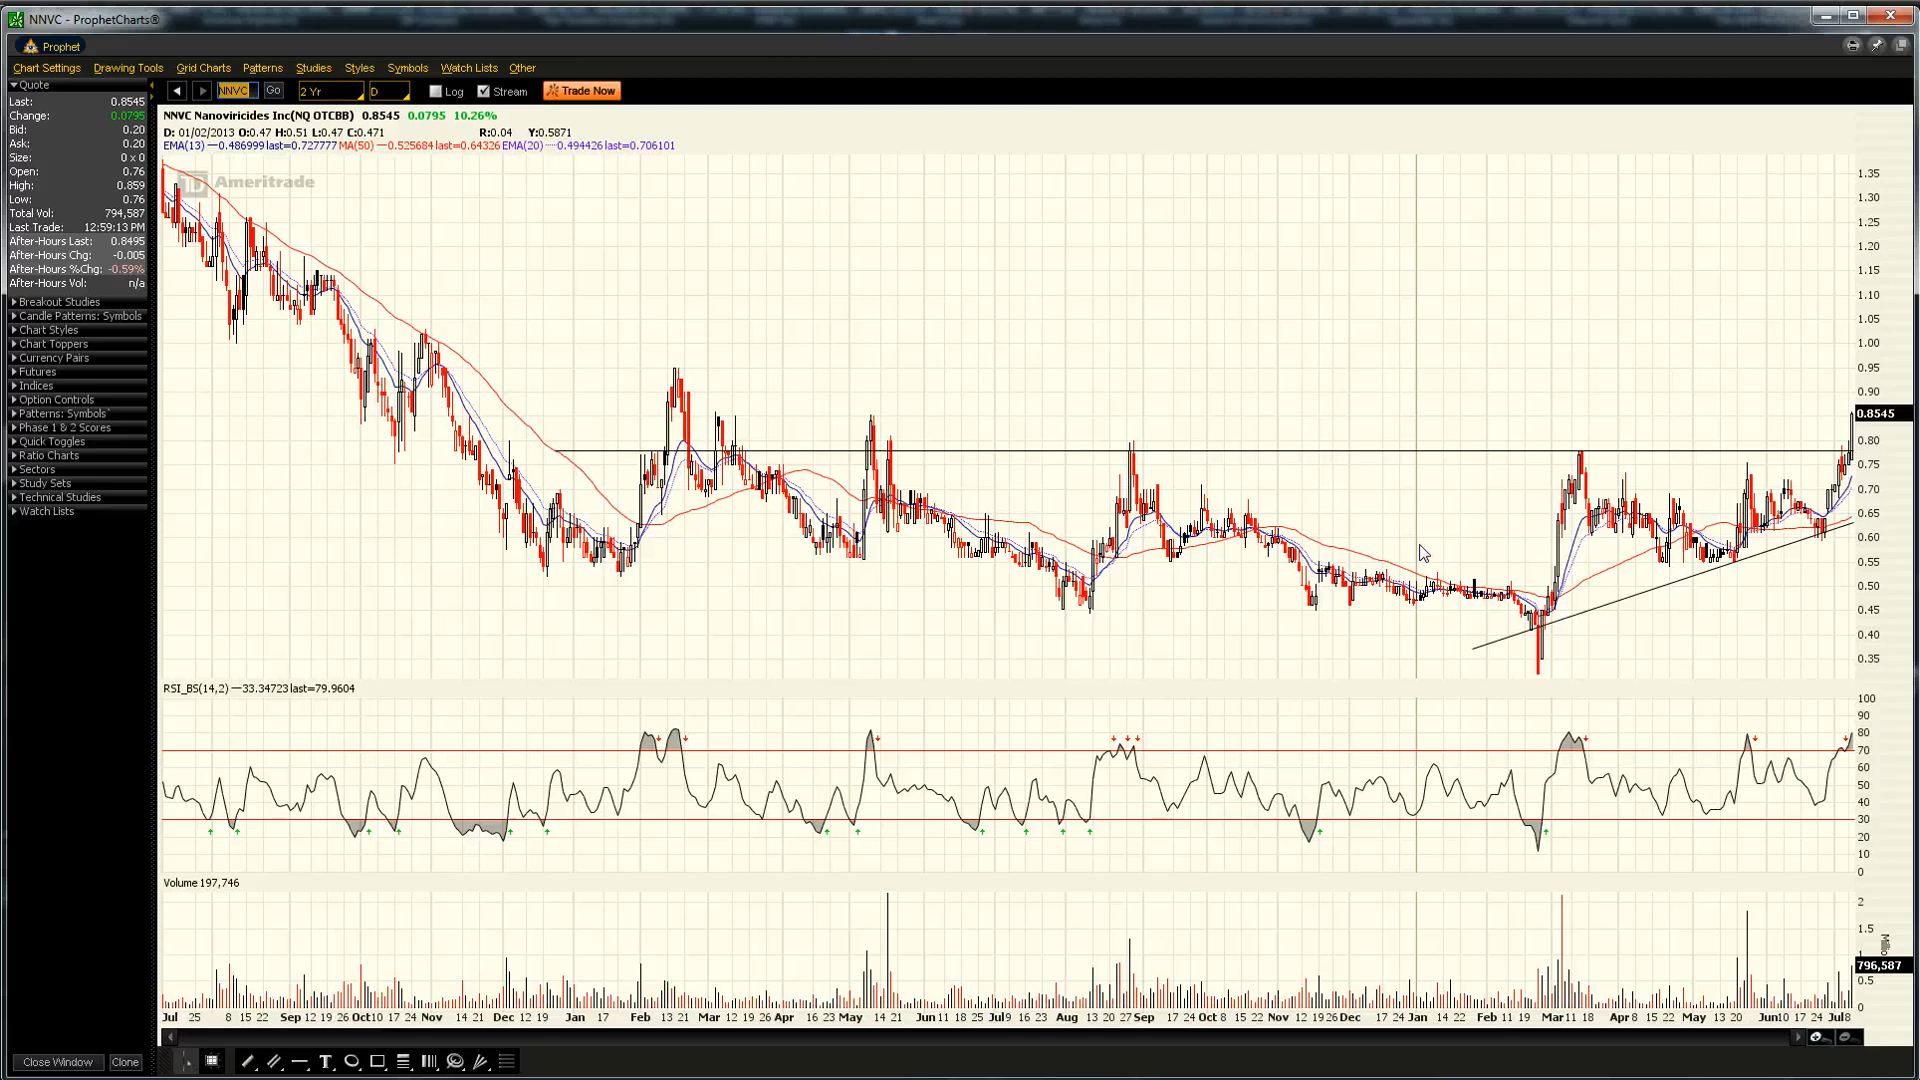 NNVC - ProphetCharts®
Prophet
Chart Settings Drawing Tools Grid Charts Patterns Studies Styles Symbols Watch Lists Other
Quote
NNVC Go 2 Yr D Log Stream Trade Now
Last: 0.8545
Change: 0.0795
Bid: 0.20
Ask: 0.20
Size: 0 x 0
Open: 0.76
High: 0.859
Low: 0.76
Total Vol: 794,587
Last Trade: 12:59:13 PM
After-Hours Last: 0.8495
After-Hours Chg: -0.005
After-Hours %Chg: -0.59%
After-Hours Vol: n/a
Breakout Studies
Candle Patterns: Symbols
Chart Styles
Chart Toppers
Currency Pairs
Futures
Indices
Option Controls
Patterns: Symbols*
Phase 1 & 2 Scores
Quick Toggles
Ratio Charts
Sectors
Study Sets
Technical Studies
Watch Lists
NNVC Nanoviricides Inc(NQ OTCBB) 0.8545 0.0795 10.26%
D: 01/02/2013 O:0.47 H:0.51 L:0.47 C:0.471 R:0.04 Y:0.5871
EMA(13) —0.486999 last=0.727777 MA(50) —0.525684 last=0.64326 EMA(20) ----0.494426 last=0.706101
TD Ameritrade
1.35
1.30
1.25
1.20
1.15
1.10
1.05
1.00
0.95
0.90
0.8545
0.80
0.75
0.70
0.65
0.60
0.55
0.50
0.45
0.40
0.35
RSI_BS(14,2) —33.34723 last=79.9604
100
90
80
70
60
50
40
30
20
10
0
Volume 197,746
2
1.5
1
796,587
0.5
0
Jul 25 8 15 22 Sep 12 19 26 Oct 10 17 24 Nov 14 21 Dec 12 19 Jan 17 23 Feb 13 21 Mar 12 19 26 Apr 16 23 May 14 21 Jun 11 18 25 Jul 9 16 23 Aug 13 20 27 Sep 17 24 Oct 8 15 22 Nov 12 19 26 Dec 17 24 Jan 14 22 Feb 11 19 Mar 11 18 Apr 8 15 22 May 13 20 Jun 10 17 24 Jul 8
Close Window Clone
T